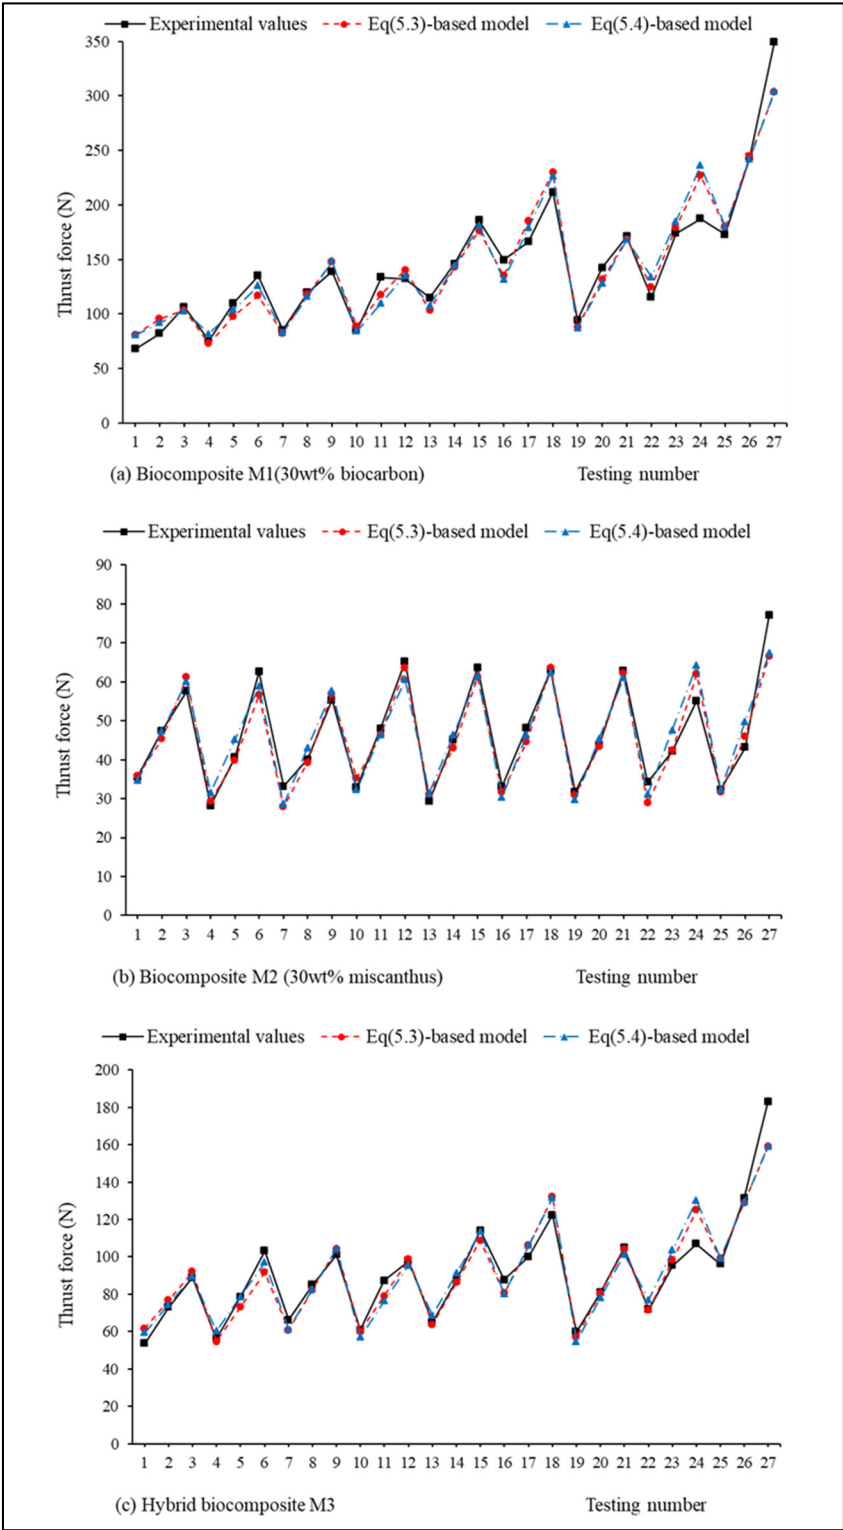 Experimental values Eq(5.3)-based model Eq(5.4)-based model
350
300
250
200
150
100
50
0
Thrust force (N)
1 2 3 4 5 6 7 8 9 10 11 12 13 14 15 16 17 18 19 20 21 22 23 24 25 26 27
(a) Biocomposite M1(30wt% biocarbon) Testing number
Experimental values Eq(5.3)-based model Eq(5.4)-based model
90
80
70
60
50
40
30
20
10
0
Thrust force (N)
1 2 3 4 5 6 7 8 9 10 11 12 13 14 15 16 17 18 19 20 21 22 23 24 25 26 27
(b) Biocomposite M2 (30wt% miscanthus) Testing number
Experimental values Eq(5.3)-based model Eq(5.4)-based model
200
180
160
140
120
100
80
60
40
20
0
Thrust force (N)
1 2 3 4 5 6 7 8 9 10 11 12 13 14 15 16 17 18 19 20 21 22 23 24 25 26 27
(c) Hybrid biocomposite M3 Testing number